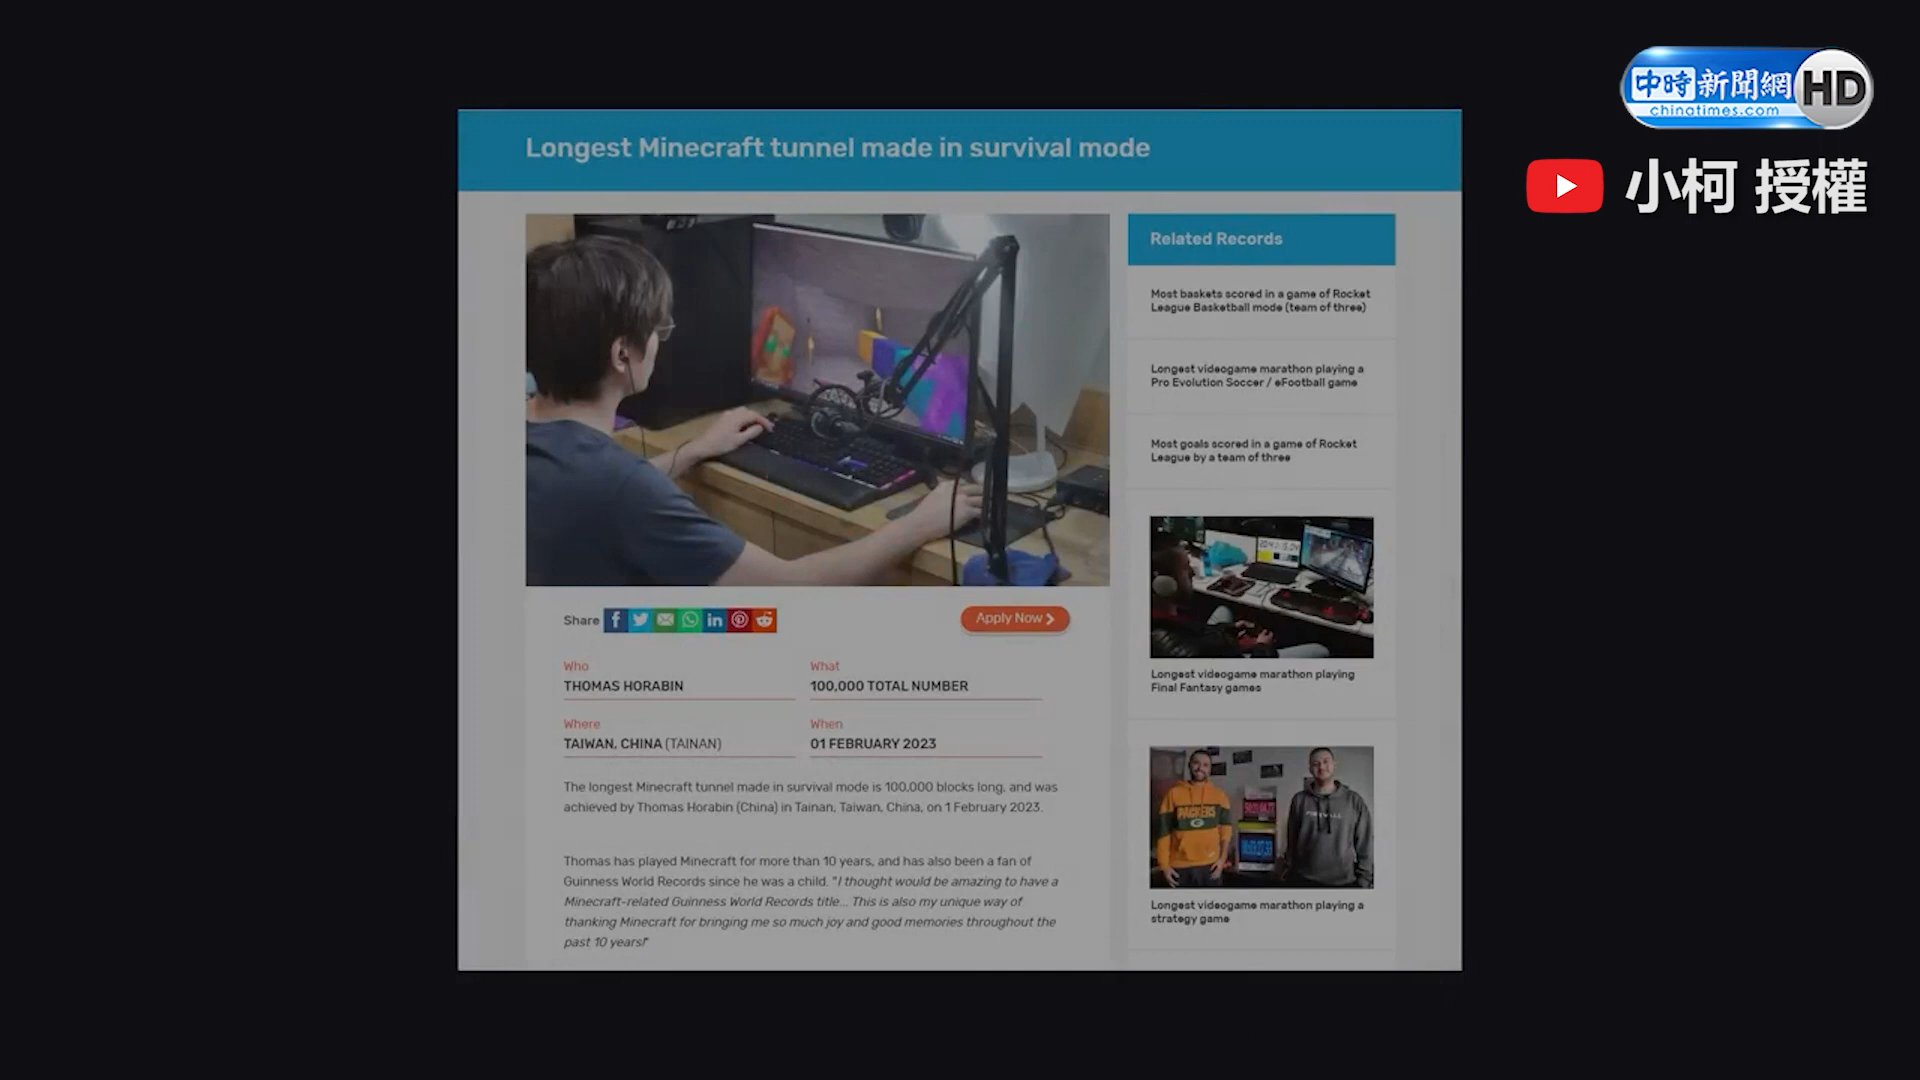 中時新聞網 HD
chinatimes.com
小柯 授權
Longest Minecraft tunnel made in survival mode
Share
Apply Now
Who
THOMAS HORABIN
What
100,000 TOTAL NUMBER
Where
TAIWAN, CHINA (TAINAN)
When
01 FEBRUARY 2023
The longest Minecraft tunnel made in survival mode is 100,000 blocks long, and was
achieved by Thomas Horabin (China) in Tainan, Taiwan, China, on 1 February 2023.
Thomas has played Minecraft for more than 10 years, and has also been a fan of
Guinness World Records since he was a child. "I thought would be amazing to have a
Minecraft-related Guinness World Records title... This is also my unique way of
thanking Minecraft for bringing me so much joy and good memories throughout the
past 10 years!"
Related Records
Most baskets scored in a game of Rocket
League Basketball mode (team of three)
Longest videogame marathon playing a
Pro Evolution Soccer / eFootball game
Most goals scored in a game of Rocket
League by a team of three
Longest videogame marathon playing
Final Fantasy games
PACKERS
Longest videogame marathon playing a
strategy game